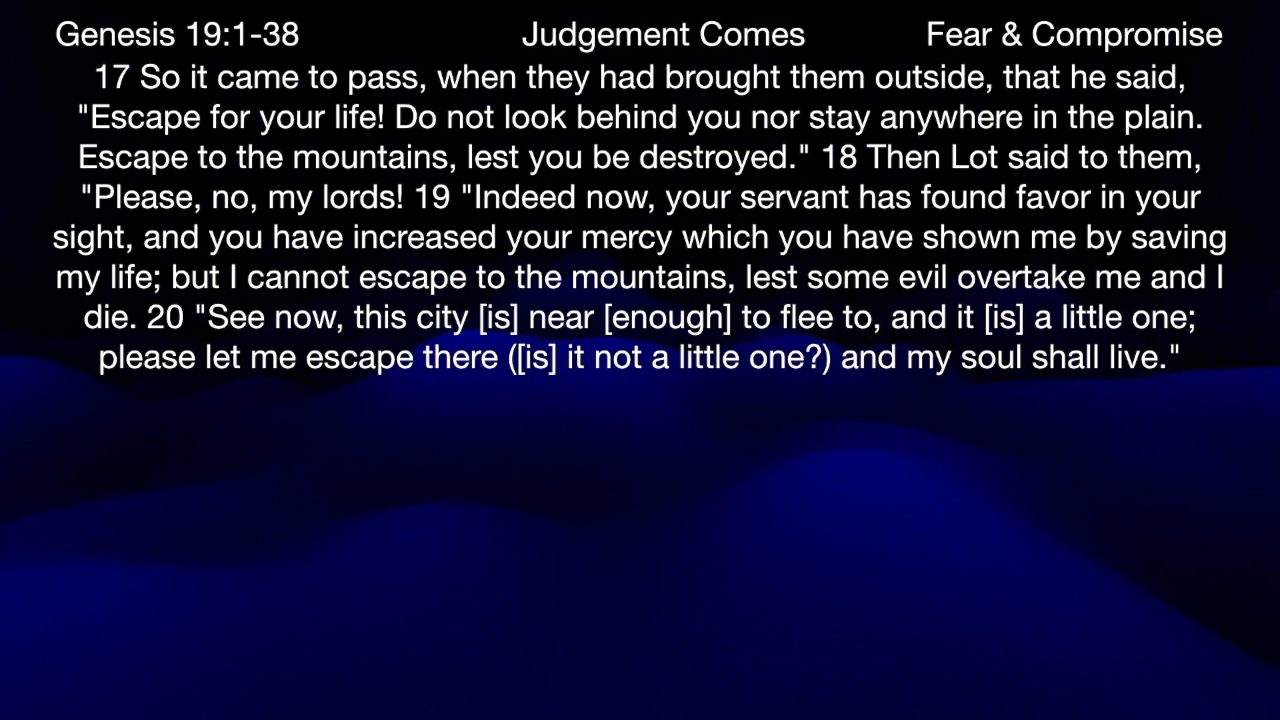 Genesis 19:1-38 Judgement Comes Fear & Compromise
17 So it came to pass, when they had brought them outside, that he said,
"Escape for your life! Do not look behind you nor stay anywhere in the plain.
Escape to the mountains, lest you be destroyed." 18 Then Lot said to them,
"Please, no, my lords! 19 "Indeed now, your servant has found favor in your
sight, and you have increased your mercy which you have shown me by saving
my life; but I cannot escape to the mountains, lest some evil overtake me and I
die. 20 "See now, this city [is] near [enough] to flee to, and it [is] a little one;
please let me escape there ([is] it not a little one?) and my soul shall live."